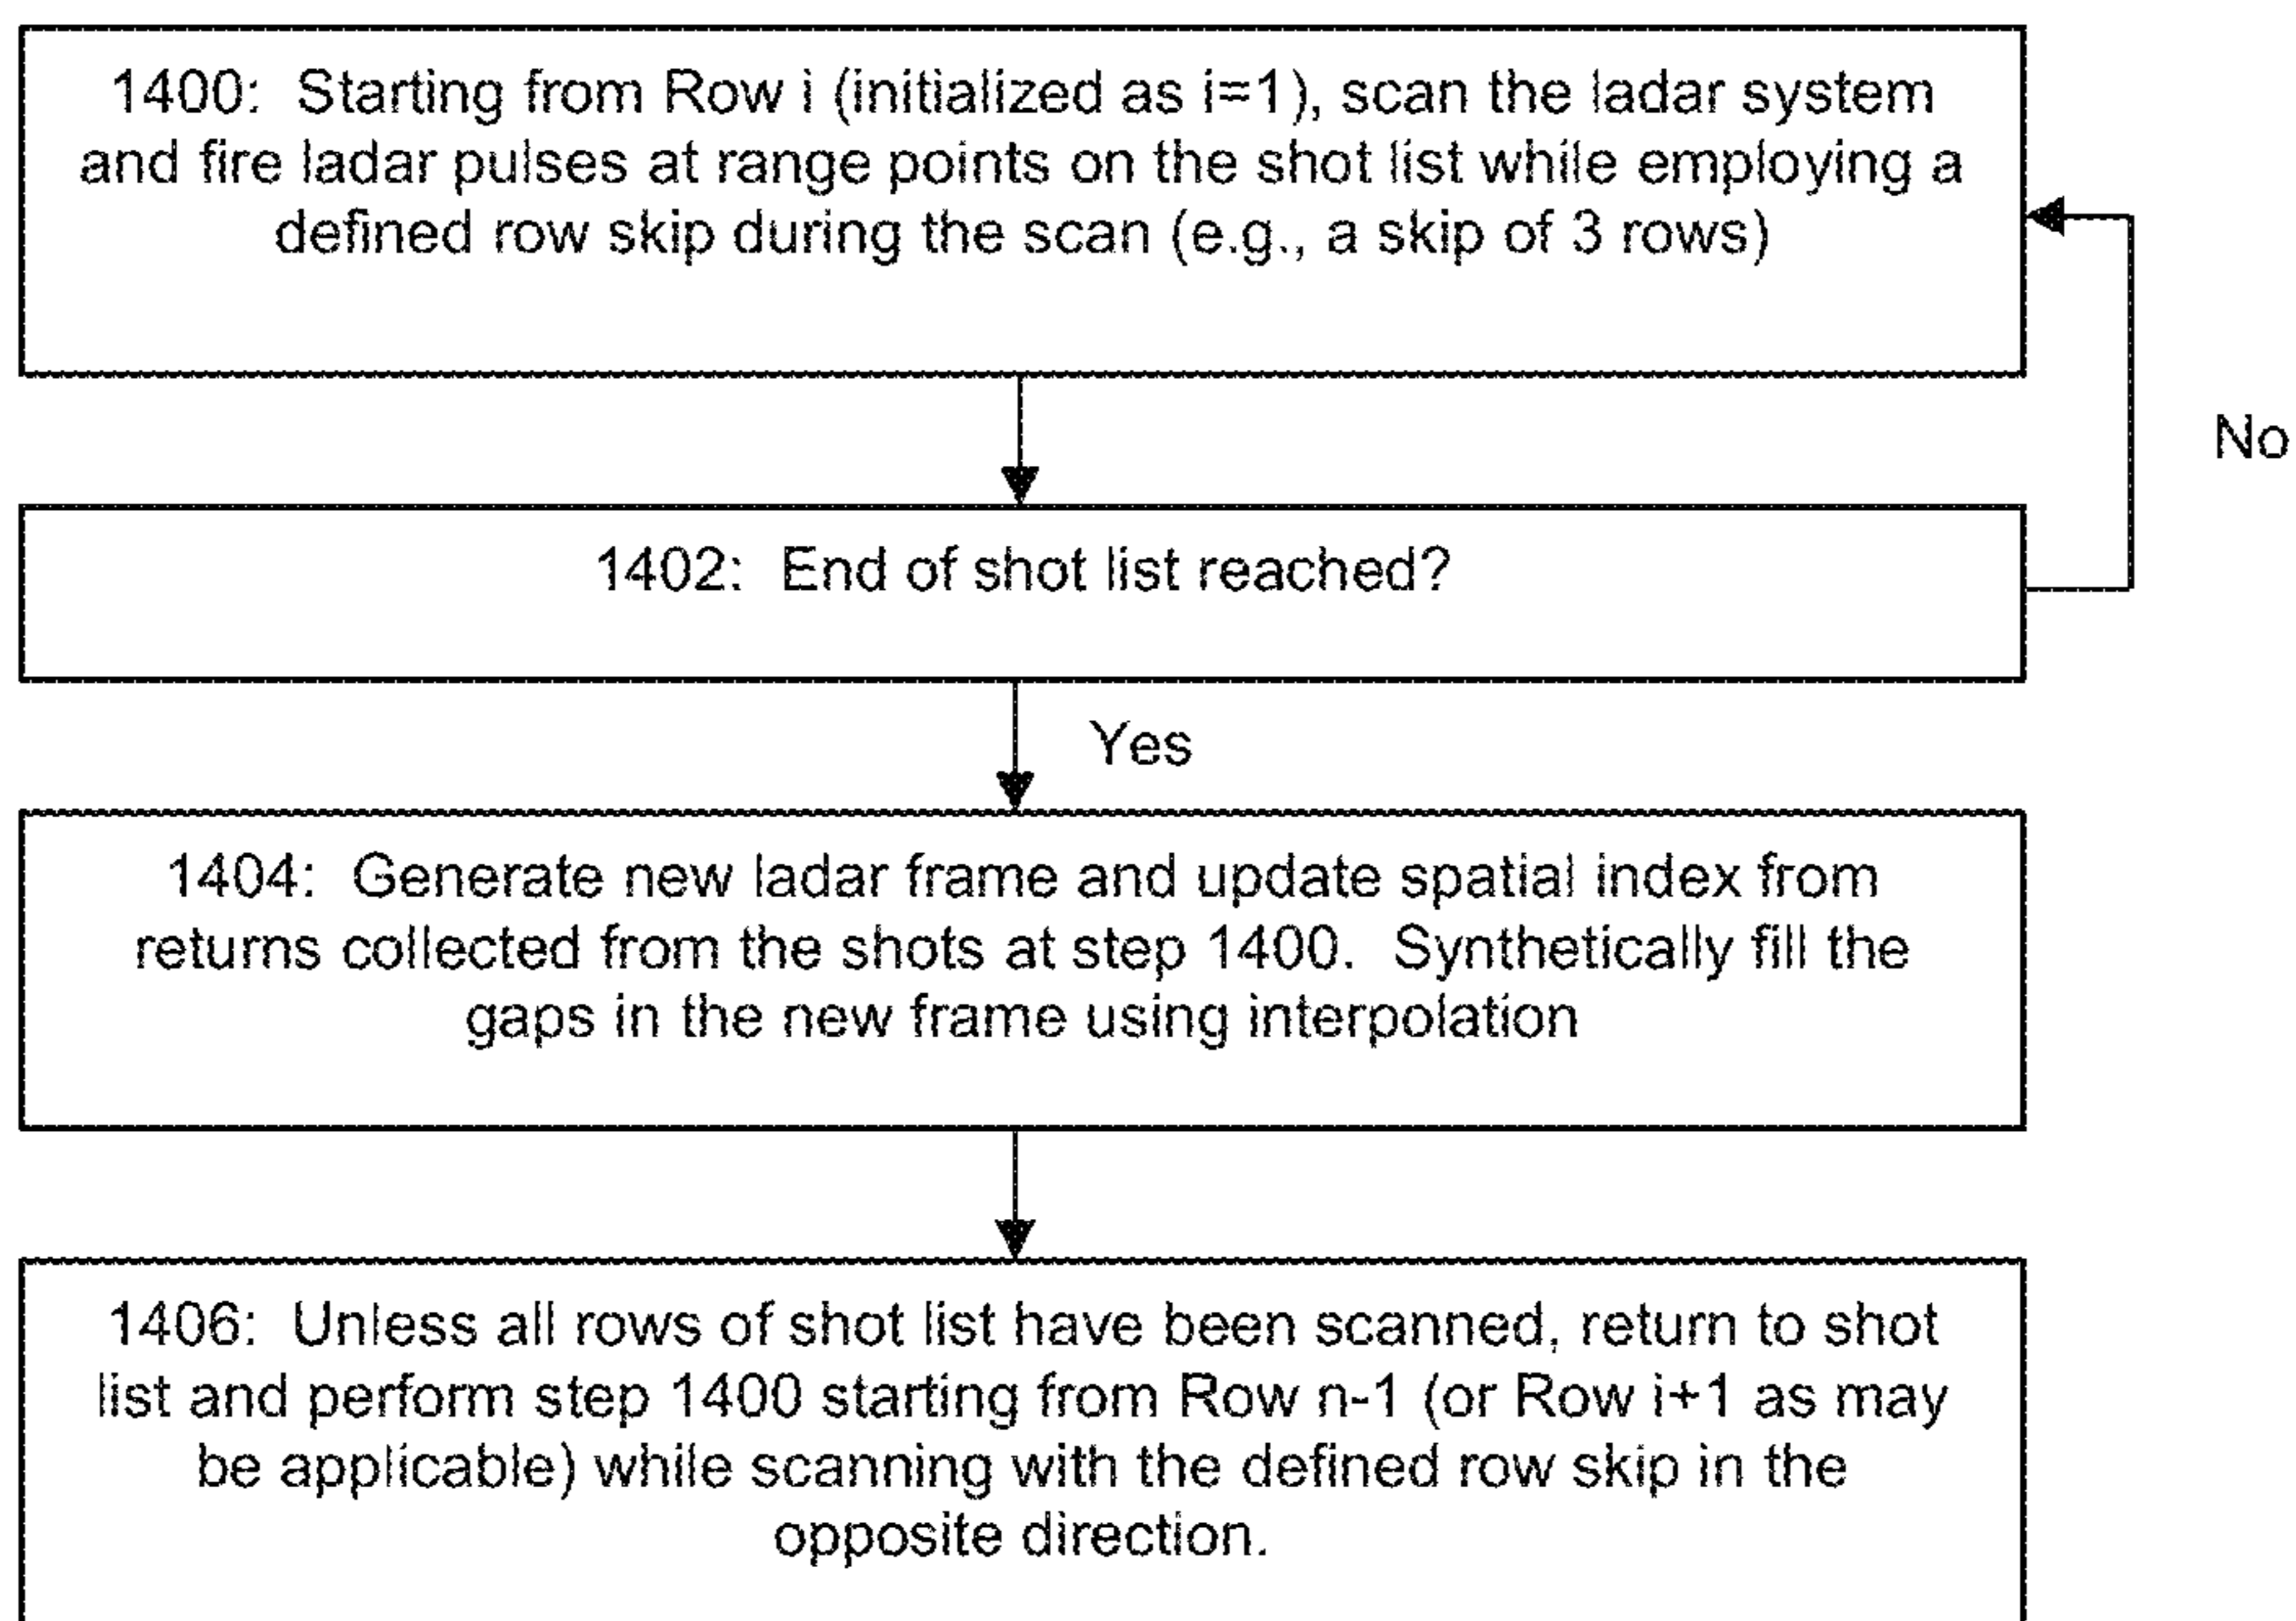 1400: Starting from Row i (initialized as i=1), scan the ladar system
and fire ladar pulses at range points on the shot list while employing a
defined row skip during the scan (e.g., a skip of 3 rows)
No
1402: End of shot list reached?
Yes
1404: Generate new ladar frame and update spatial index from
returns collected from the shots at step 1400. Synthetically fill the
gaps in the new frame using interpolation
1406: Unless all rows of shot list have been scanned, return to shot
list and perform step 1400 starting from Row n-1 (or Row i+1 as may
be applicable) while scanning with the defined row skip in the
opposite direction.